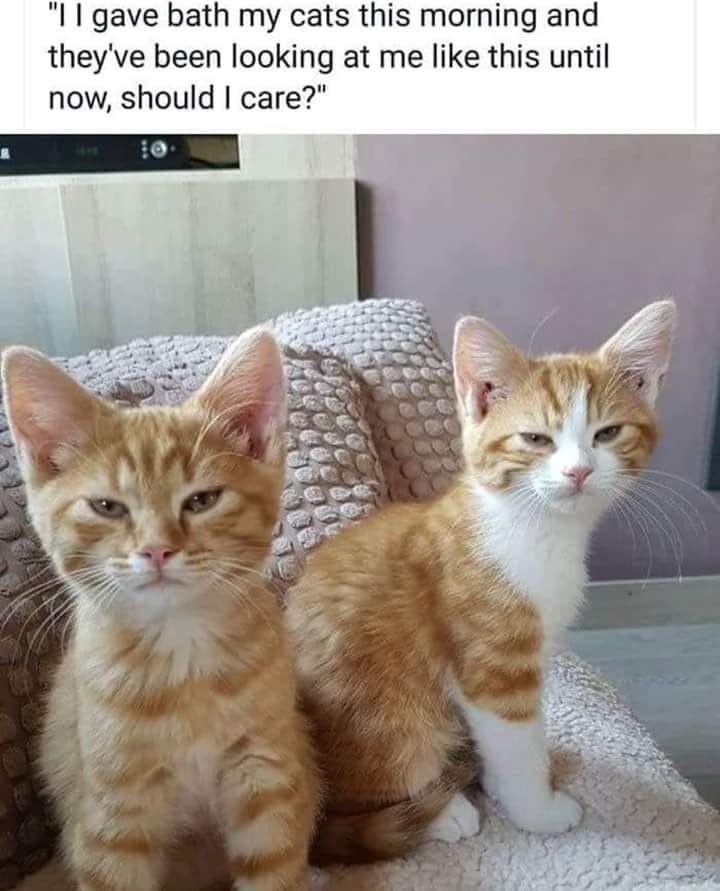 "I I gave bath my cats this morning and
they've been looking at me like this until
now, should I care?"